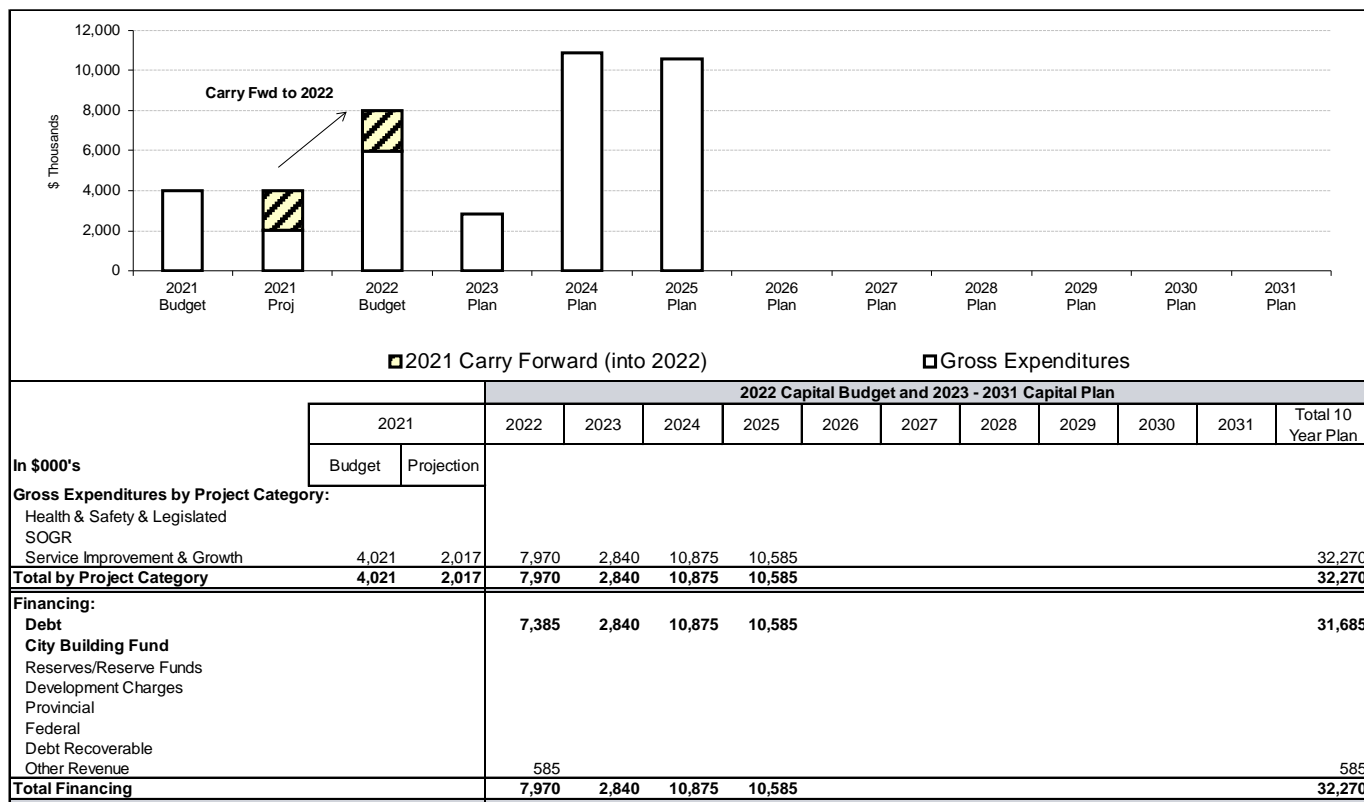 12,000
10,000
8,000
6,000
4,000
2,000
0
$ Thousands
Carry Fwd to 2022
2021 Budget
2021 Proj
2022 Budget
2023 Plan
2024 Plan
2025 Plan
2026 Plan
2027 Plan
2028 Plan
2029 Plan
2030 Plan
2031 Plan
2021 Carry Forward (into 2022) Gross Expenditures
2022 Capital Budget and 2023 - 2031 Capital Plan
2021 2022 2023 2024 2025 2026 2027 2028 2029 2030 2031 Total 10 Year Plan
In $000's Budget Projection
Gross Expenditures by Project Category:
Health & Safety & Legislated
SOGR
Service Improvement & Growth 4,021 2,017 7,970 2,840 10,875 10,585 32,270
Total by Project Category 4,021 2,017 7,970 2,840 10,875 10,585 32,270
Financing:
Debt 7,385 2,840 10,875 10,585 31,685
City Building Fund
Reserves/Reserve Funds
Development Charges
Provincial
Federal
Debt Recoverable
Other Revenue 585 585
Total Financing 7,970 2,840 10,875 10,585 32,270